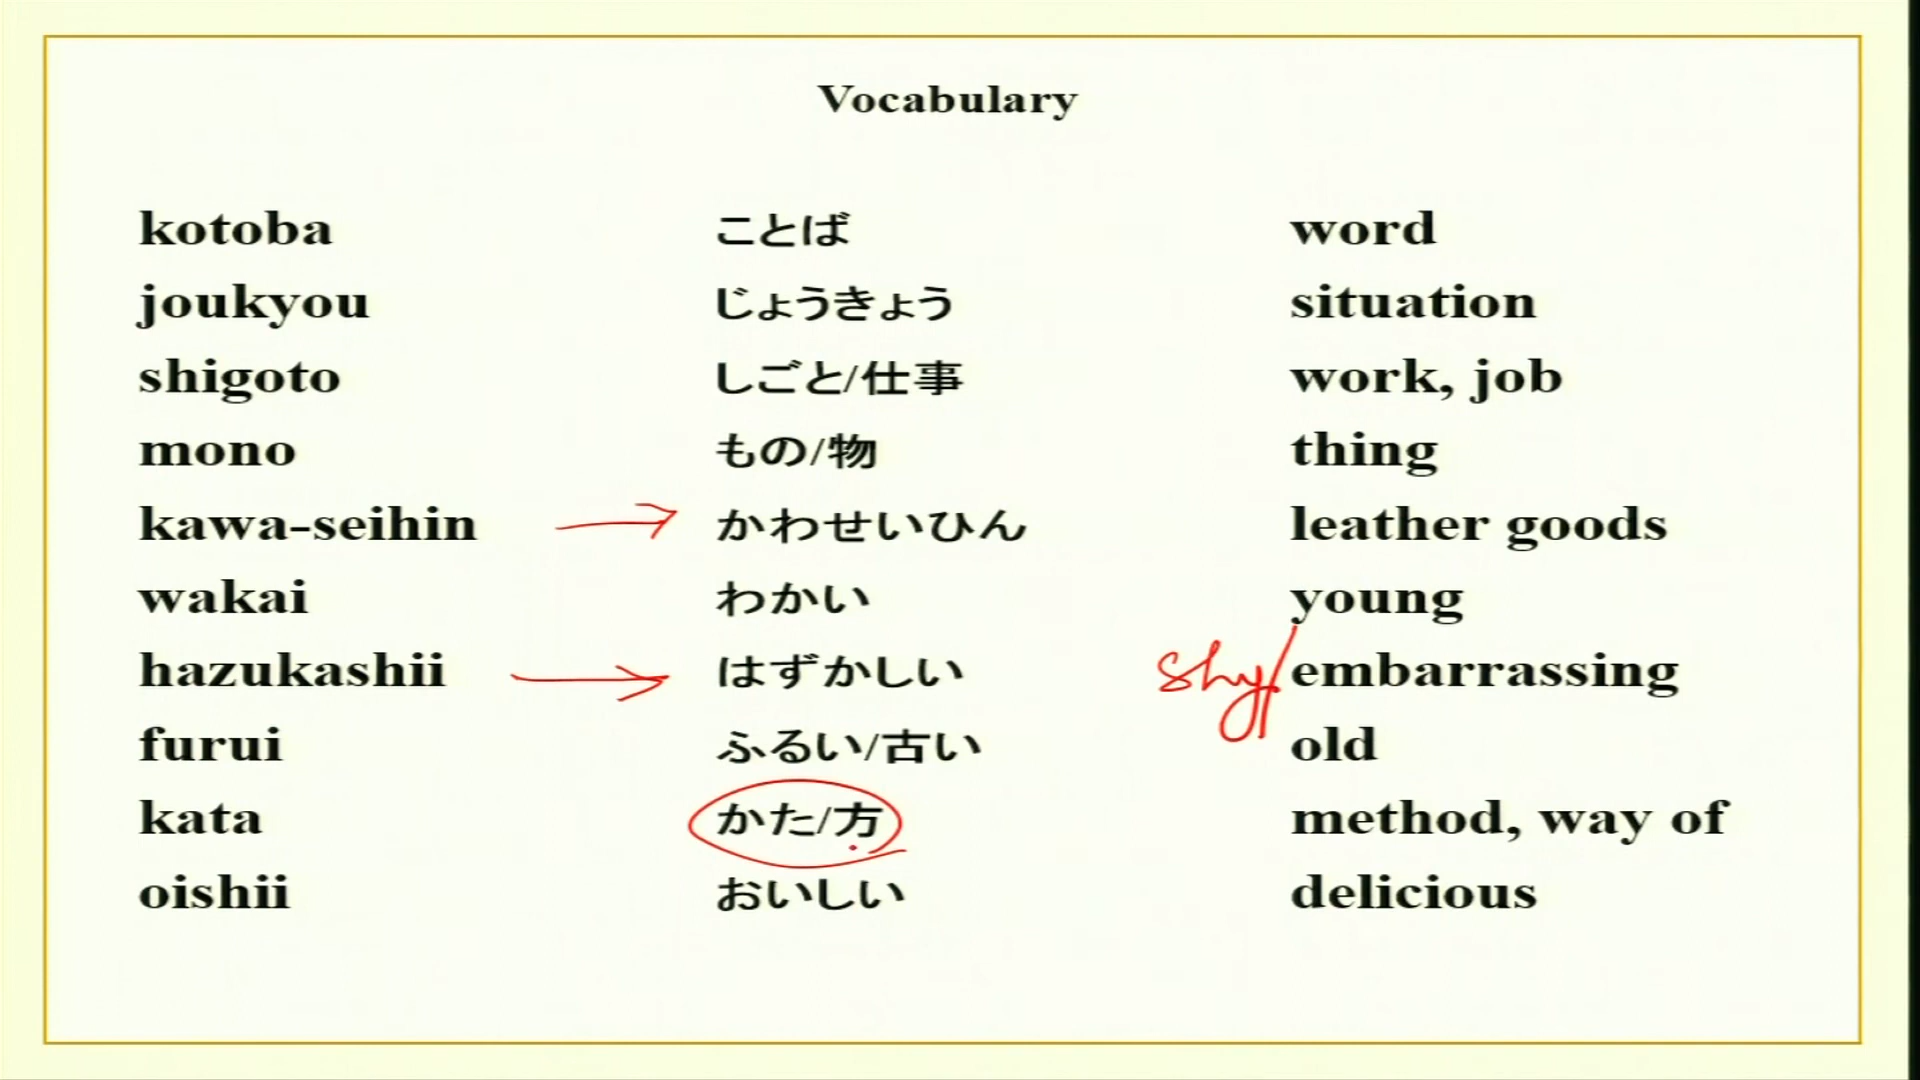 Vocabulary
kotoba ことば word
joukyou じょうきょう situation
shigoto しごと/仕事 work, job
mono もの/物 thing
kawa-seihin かわせいひん leather goods
wakai わかい young
hazukashii はずかしい shy/ embarrassing
furui ふるい/古い old
kata かた/方 method, way of
oishii おいしい delicious